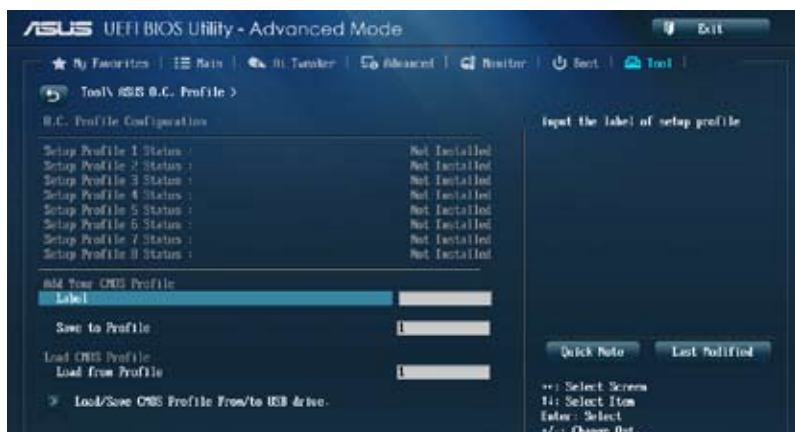 ASUS UEFI BIOS Utility - Advanced Mode
Exit
My Favorites Main Ai Tweaker Advanced Monitor Boot Tool
Tool\ ASUS O.C. Profile >
O.C. Profile Configuration
Input the label of setup profile
Setup Profile 1 Status : Not Installed
Setup Profile 2 Status : Not Installed
Setup Profile 3 Status : Not Installed
Setup Profile 4 Status : Not Installed
Setup Profile 5 Status : Not Installed
Setup Profile 6 Status : Not Installed
Setup Profile 7 Status : Not Installed
Setup Profile 8 Status : Not Installed
Add Your CMOS Profile
Label
Save to Profile 1
Load CMOS Profile
Load from Profile 1
> Load/Save CMOS Profile From/to USB drive.
Quick Note Last Modified
→←: Select Screen
↑↓: Select Item
Enter: Select
+/-: Change Opt